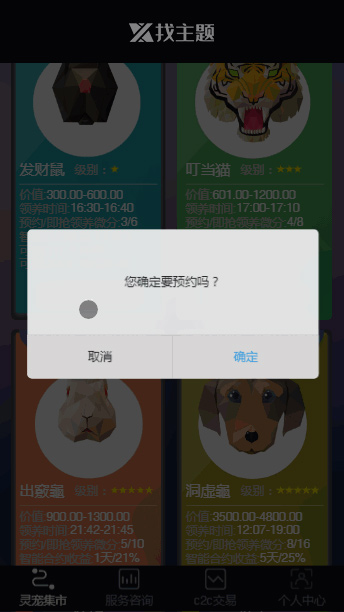 找主题
发财鼠 级别：★
叮当猫 级别：★★★
价值:300.00-600.00
价值:601.00-1200.00
领养时间:16:30-16:40
领养时间:17:00-17:10
预约/即抢领养微分:3/6
预约/即抢领养微分:4/8
您确定要预约吗？
取消
确定
级别：★★★★★
洞虚龜 级别：★★★★★
价值:900.00-1300.00
价值:3500.00-4800.00
领养时间:21:42-21:45
领养时间:12:07-19:00
预约/即抢领养微分:5/10
预约/即抢领养微分:8/16
智能合约收益:1天/21%
智能合约收益:5天/25%
灵宠集市
服务咨询
c2c交易
个人中心